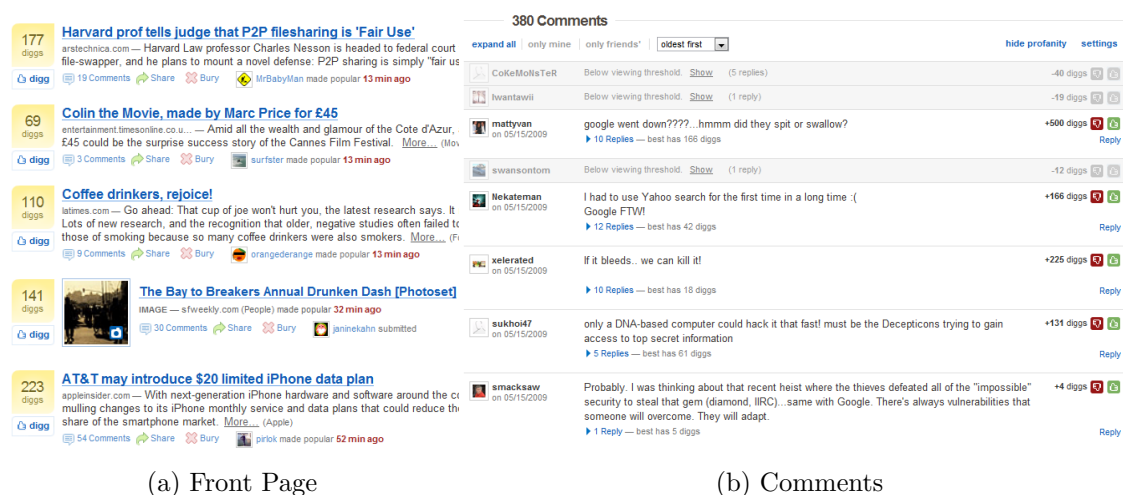 177
diggs
digg
Harvard prof tells judge that P2P filesharing is 'Fair Use'
arstechnica.com — Harvard Law professor Charles Nesson is headed to federal court
file-swapper, and he plans to mount a novel defense: P2P sharing is simply "fair us
19 Comments Share Bury MrBabyMan made popular 13 min ago
69
diggs
digg
Colin the Movie, made by Marc Price for £45
entertainment.timesonline.co.u... — Amid all the wealth and glamour of the Cote d'Azur,
£45 could be the surprise success story of the Cannes Film Festival. More... (Mov
3 Comments Share Bury surfster made popular 13 min ago
110
diggs
digg
Coffee drinkers, rejoice!
latimes.com — Go ahead: That cup of joe won't hurt you, the latest research says. It
Lots of new research, and the recognition that older, negative studies often failed to
those of smoking because so many coffee drinkers were also smokers. More... (F
9 Comments Share Bury orangederange made popular 13 min ago
141
diggs
digg
The Bay to Breakers Annual Drunken Dash [Photoset]
IMAGE — sfweekly.com (People) made popular 32 min ago
30 Comments Share Bury janinekahn submitted
223
diggs
digg
AT&T may introduce $20 limited iPhone data plan
appleinsider.com — With next-generation iPhone hardware and software around the co
mulling changes to its iPhone monthly service and data plans that could reduce the
share of the smartphone market. More... (Apple)
54 Comments Share Bury pirlok made popular 52 min ago
(a) Front Page
380 Comments
expand all only mine only friends' oldest first hide profanity settings
CoKeMoNsTeR Below viewing threshold. Show (5 replies) -40 diggs
Iwantawii Below viewing threshold. Show (1 reply) -19 diggs
mattyvan google went down????...hmmm did they spit or swallow? +500 diggs
on 05/15/2009
10 Replies — best has 166 diggs Reply
swansontom Below viewing threshold. Show (1 reply) -12 diggs
Nekateman I had to use Yahoo search for the first time in a long time :( +166 diggs
on 05/15/2009 Google FTW!
12 Replies — best has 42 diggs Reply
xelerated If it bleeds.. we can kill it! +225 diggs
on 05/15/2009
10 Replies — best has 18 diggs Reply
sukhoi47 only a DNA-based computer could hack it that fast! must be the Decepticons trying to gain +131 diggs
on 05/15/2009 access to top secret information
5 Replies — best has 61 diggs Reply
smacksaw Probably. I was thinking about that recent heist where the thieves defeated all of the "impossible" +4 diggs
on 05/15/2009 security to steal that gem (diamond, IIRC)...same with Google. There's always vulnerabilities that
someone will overcome. They will adapt.
1 Reply — best has 5 diggs Reply
(b) Comments